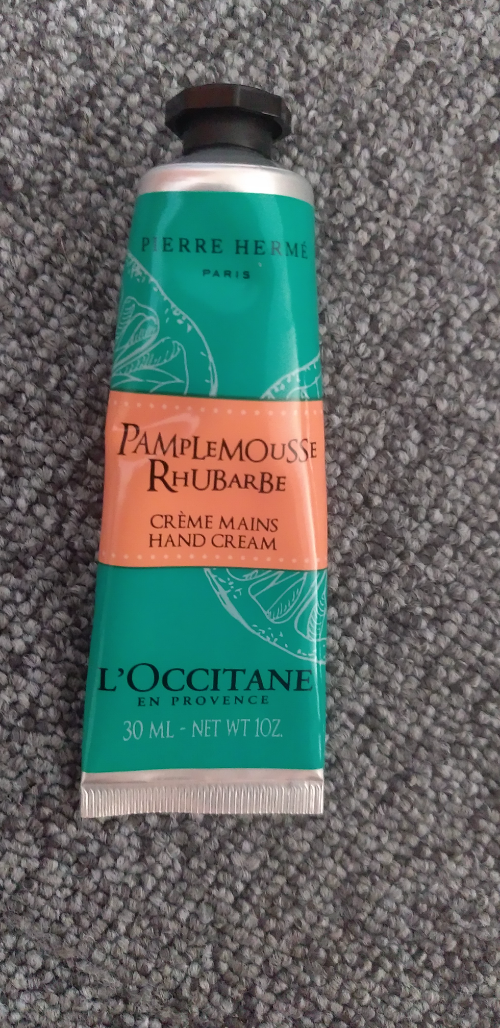 PIERRE HERMÉ
PARIS
PAMPLEMOUSSE
RHUBARBE
CRÈME MAINS
HAND CREAM
L'OCCITANE
EN PROVENCE
30 ML - NET WT 1OZ.